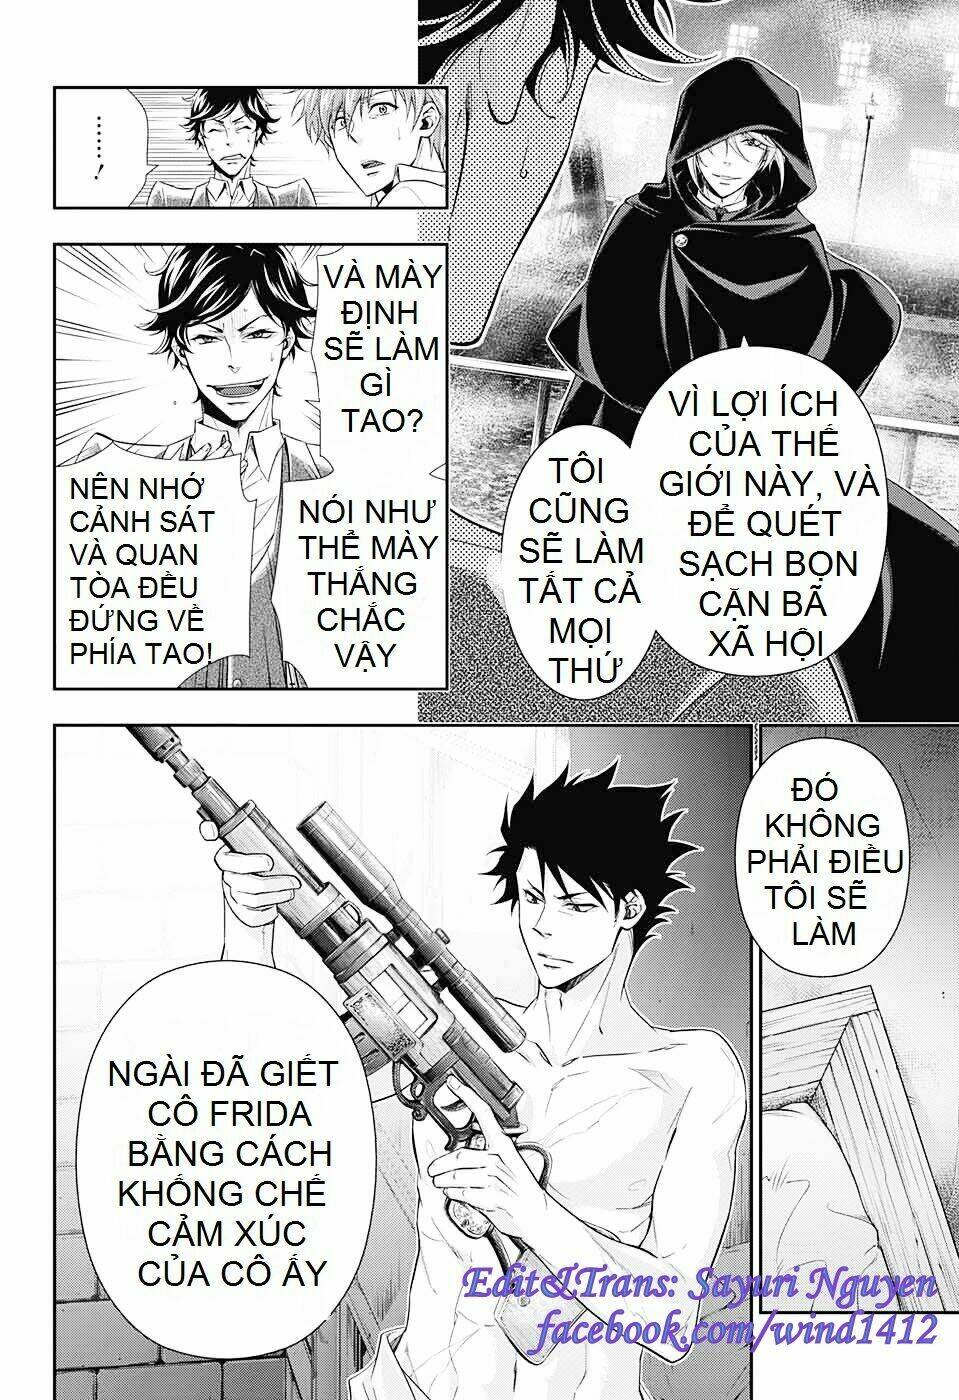 VÌ LỢI ÍCH
CỦA THẾ
GIỚI NÀY, VÀ
ĐỂ QUÉT
SẠCH BỌN
CẶN BÃ
XÃ HỘI
TÔI
CŨNG
SẼ LÀM
TẤT CẢ
MỌI
THỨ
......!
VÀ MÀY
ĐỊNH
SẼ LÀM
GÌ
TAO?
NÓI NHƯ
THỂ MÀY
THẮNG
CHẮC
VẬY
NÊN NHỚ
CẢNH SÁT
VÀ QUAN
TÒA ĐỀU
ĐỨNG VỀ
PHÍA TAO!
ĐÓ
KHÔNG
PHẢI ĐIỀU
TÔI SẼ
LÀM
NGÀI ĐÃ GIẾT
CÔ FRIDA
BẰNG CÁCH
KHỐNG CHẾ
CẢM XÚC
CỦA CÔ ẤY
Edit&Trans: Sayuri Nguyen
facebook.com/wind1412